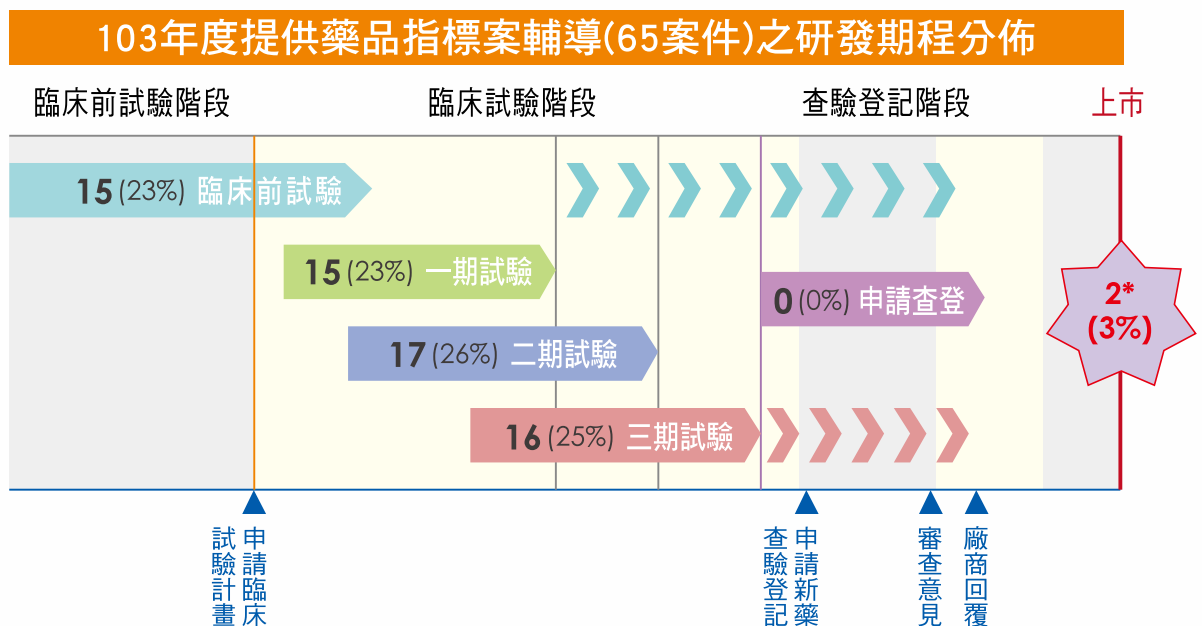 103年度提供藥品指標案輔導(65案件)之研發期程分佈
臨床前試驗階段
臨床試驗階段
查驗登記階段
上市
15 (23%) 臨床前試驗
15 (23%) 一期試驗
0 (0%) 申請查登
2*
(3%)
17 (26%) 二期試驗
16 (25%) 三期試驗
申請臨床
試驗計畫
申請新藥
查驗登記
審查意見
廠商回覆